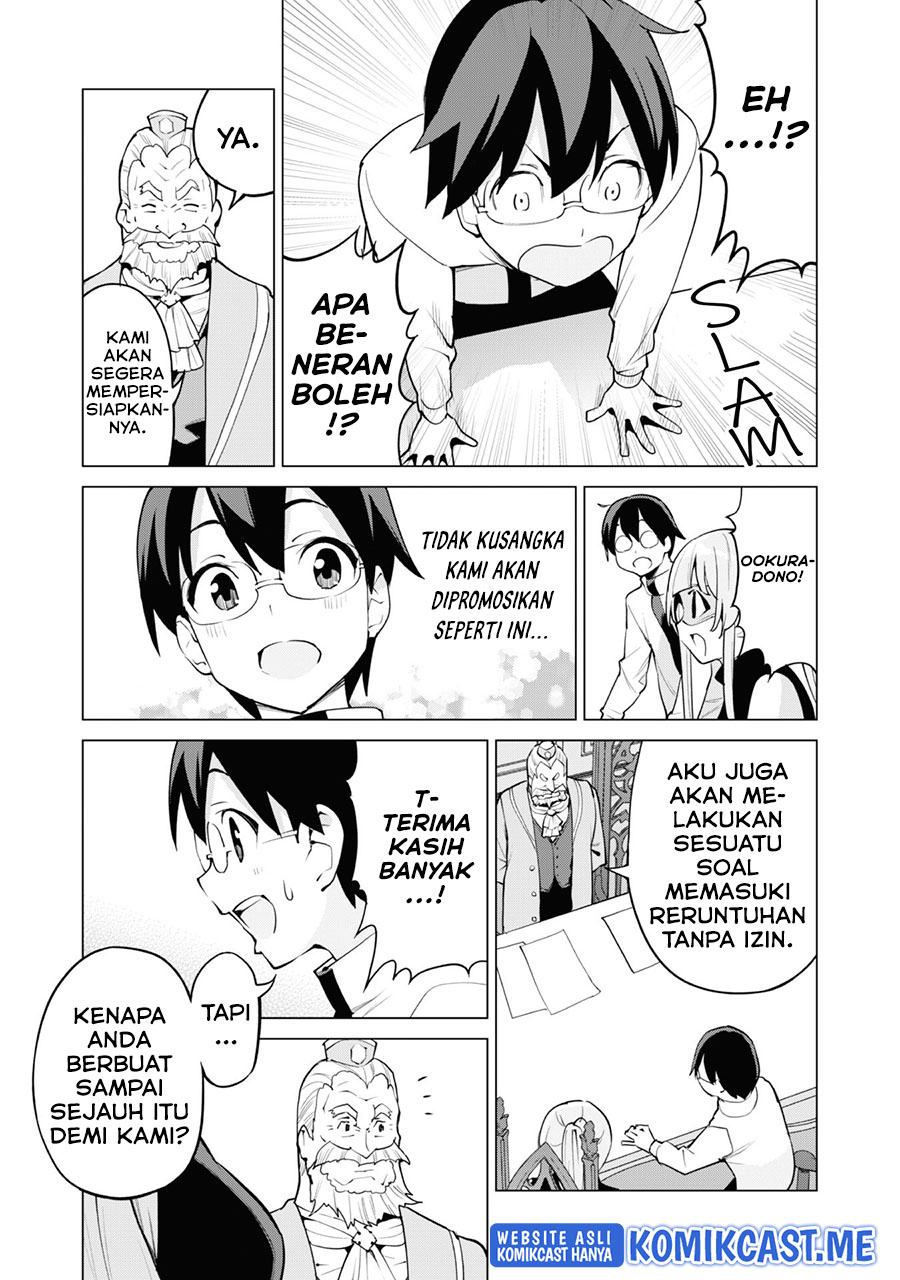 EH
...!?
APA
BE-
NERAN
BOLEH
!?
SLAM
YA.
KAMI
AKAN
SEGERA
MEMPER-
SIAPKAN-
NYA.
OOKURA-
DONO!
TIDAK KUSANGKA
KAMI AKAN
DIPROMOSIKAN
SEPERTI INI...
AKU JUGA
AKAN ME-
LAKUKAN
SESUATU
SOAL
MEMASUKI
RERUNTUHAN
TANPA IZIN.
T-
TERIMA
KASIH
BANYAK
...!
TAPI
...
KENAPA
ANDA
BERBUAT
SAMPAI
SEJAUH ITU
DEMI KAMI?
WEBSITE ASLI
KOMIKCAST HANYA
KOMIKCAST.ME